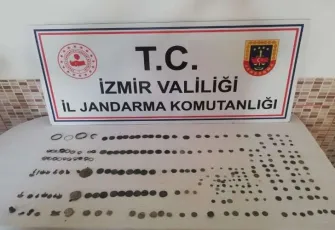 T.C.
İZMİR VALİLİĞİ
İL JANDARMA KOMUTANLIĞI